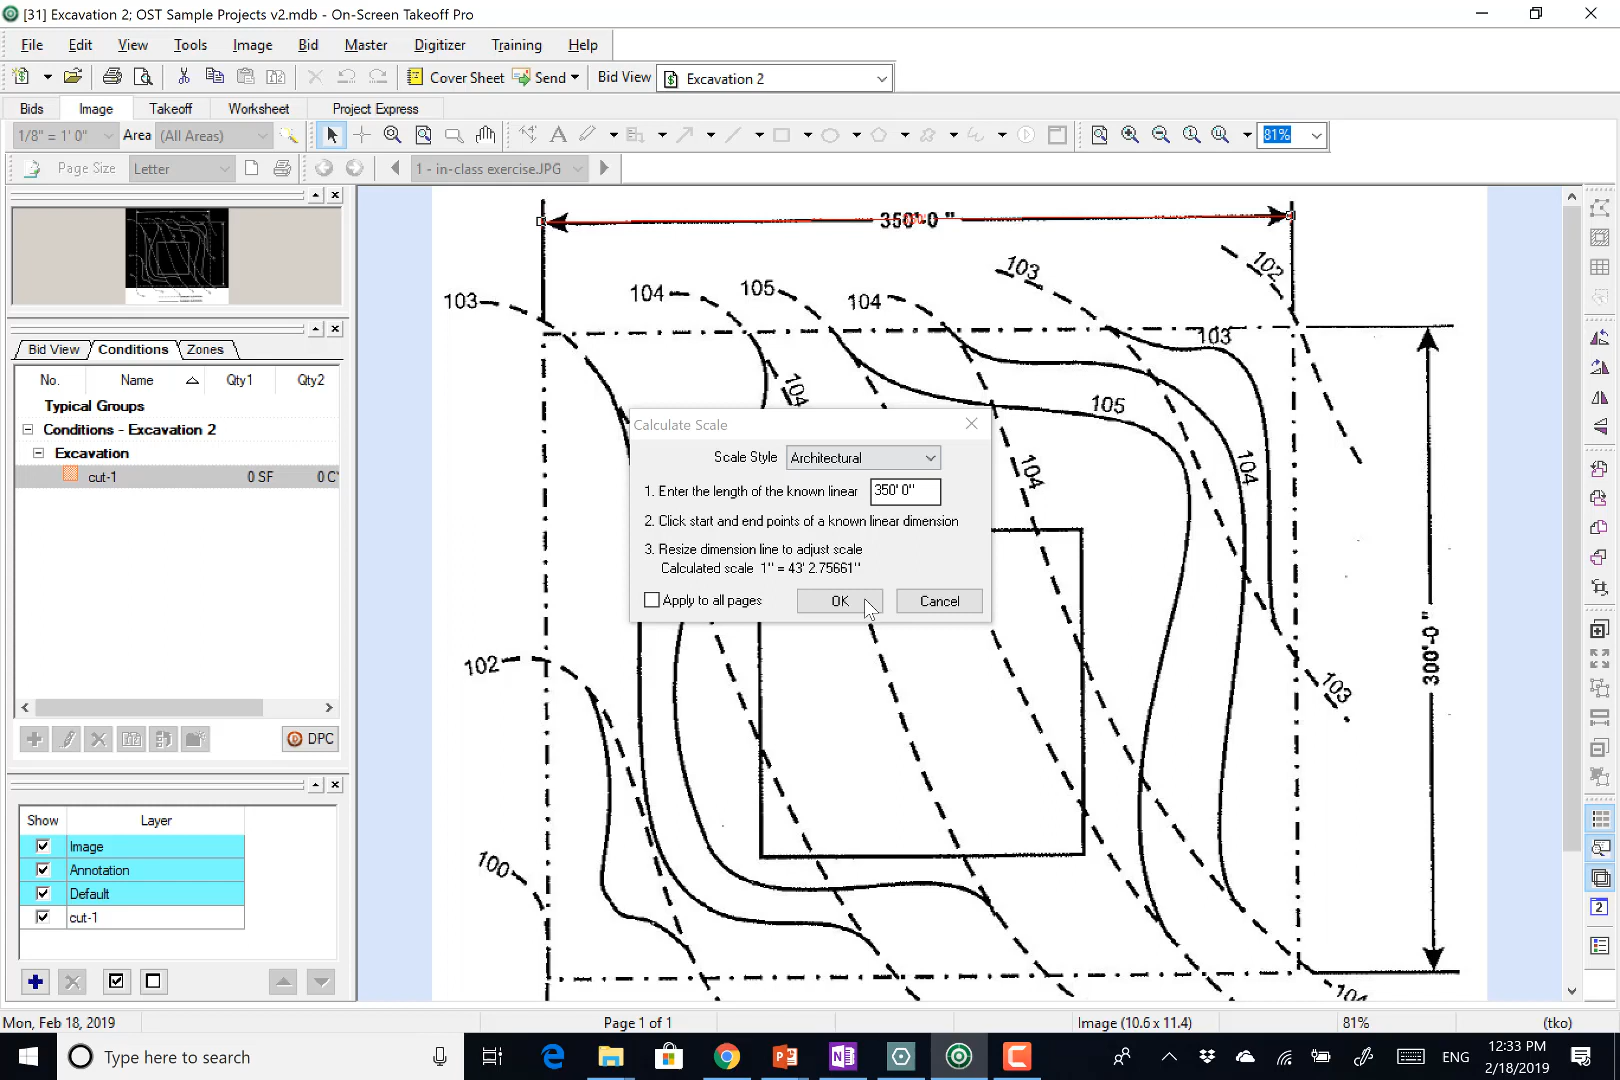 [31] Excavation 2; OST Sample Projects v2.mdb - On-Screen Takeoff Pro
File Edit View Tools Image Bid Master Digitizer Training Help
Cover Sheet Send Bid View Excavation 2
Bids Image Takeoff Worksheet Project Express
1/8" = 1' 0" Area (All Areas) 81%
Page Size Letter 1 - in-class exercise.JPG
350'-0"
103 104 105 104 103 102
103
104
105
104
104
300'-0"
102
103
100
104
Bid View Conditions Zones
No. Name Qty1 Qty2
Typical Groups
Conditions - Excavation 2
Excavation
cut-1 0 SF 0 C
DPC
Calculate Scale
Scale Style Architectural
1. Enter the length of the known linear 350' 0"
2. Click start and end points of a known linear dimension
3. Resize dimension line to adjust scale
Calculated scale 1" = 43' 2.75661"
Apply to all pages OK Cancel
Show Layer
Image
Annotation
Default
cut-1
2
Mon, Feb 18, 2019 Page 1 of 1 Image (10.6 x 11.4) 81% (tko)
Type here to search
ENG
12:33 PM
2/18/2019